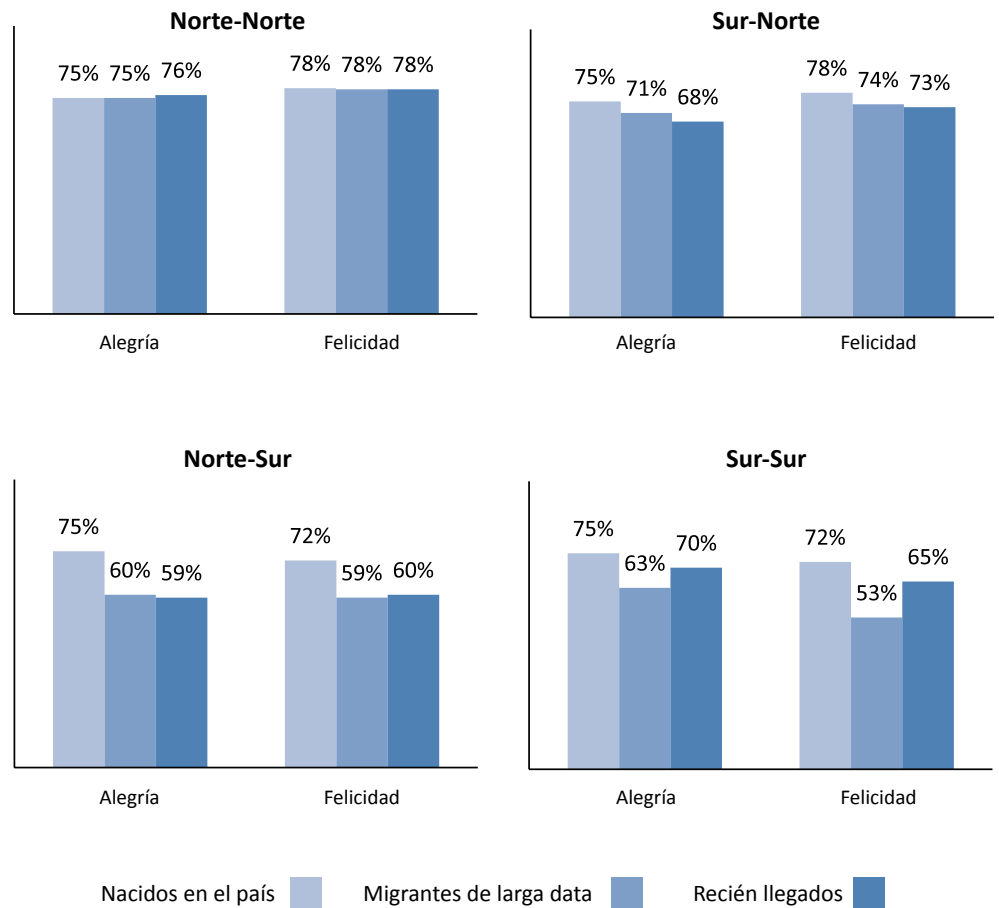 Norte-Norte
75% 75% 76% 78% 78% 78%
Alegría Felicidad
Sur-Norte
75% 71% 68% 78% 74% 73%
Alegría Felicidad
Norte-Sur
75% 60% 59% 72% 59% 60%
Alegría Felicidad
Sur-Sur
75% 63% 70% 72% 53% 65%
Alegría Felicidad
Nacidos en el país Migrantes de larga data Recién llegados